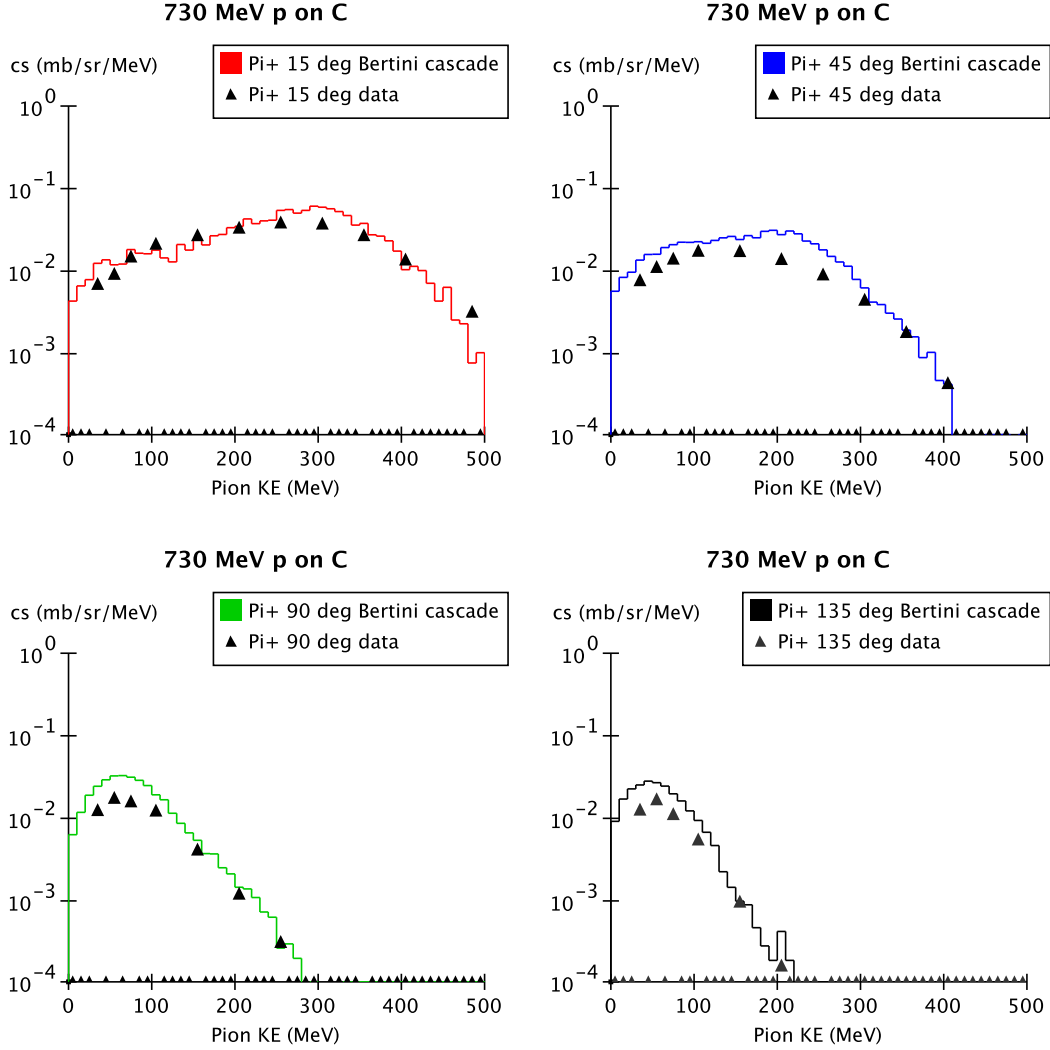 730 MeV p on C
cs (mb/sr/MeV)
Pi+ 15 deg Bertini cascade
Pi+ 15 deg data
10^0
10^-1
10^-2
10^-3
10^-4
0 100 200 300 400 500
Pion KE (MeV)
730 MeV p on C
cs (mb/sr/MeV)
Pi+ 45 deg Bertini cascade
Pi+ 45 deg data
10^0
10^-1
10^-2
10^-3
10^-4
0 100 200 300 400 500
Pion KE (MeV)
730 MeV p on C
cs (mb/sr/MeV)
Pi+ 90 deg Bertini cascade
Pi+ 90 deg data
10^0
10^-1
10^-2
10^-3
10^-4
0 100 200 300 400 500
Pion KE (MeV)
730 MeV p on C
cs (mb/sr/MeV)
Pi+ 135 deg Bertini cascade
Pi+ 135 deg data
10^0
10^-1
10^-2
10^-3
10^-4
0 100 200 300 400 500
Pion KE (MeV)